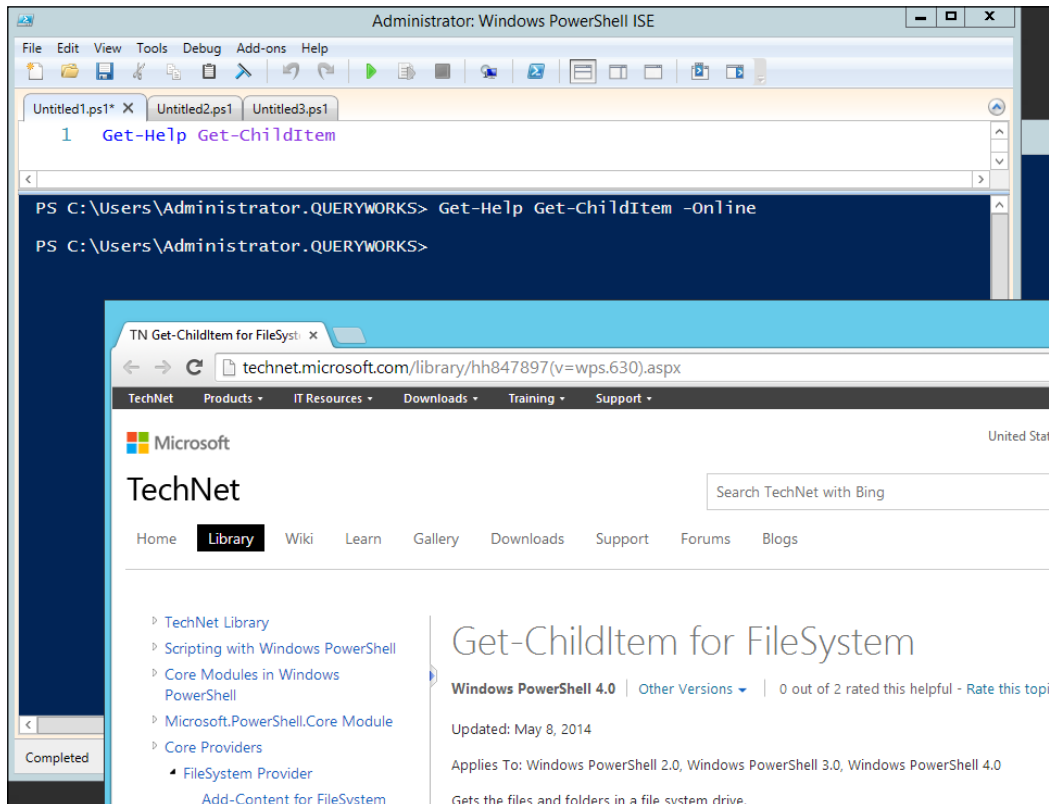 Administrator: Windows PowerShell ISE
File Edit View Tools Debug Add-ons Help
Untitled1.ps1* X Untitled2.ps1 Untitled3.ps1
1 Get-Help Get-ChildItem
PS C:\Users\Administrator.QUERYWORKS> Get-Help Get-ChildItem -Online
PS C:\Users\Administrator.QUERYWORKS>
TN Get-ChildItem for FileSyst
technet.microsoft.com/library/hh847897(v=wps.630).aspx
TechNet Products IT Resources Downloads Training Support
Microsoft
United Stat
TechNet
Search TechNet with Bing
Home Library Wiki Learn Gallery Downloads Support Forums Blogs
TechNet Library
Scripting with Windows PowerShell
Core Modules in Windows
PowerShell
Microsoft.PowerShell.Core Module
Core Providers
FileSystem Provider
Add-Content for FileSystem
Get-ChildItem for FileSystem
Windows PowerShell 4.0 Other Versions 0 out of 2 rated this helpful - Rate this topi
Updated: May 8, 2014
Applies To: Windows PowerShell 2.0, Windows PowerShell 3.0, Windows PowerShell 4.0
Gets the files and folders in a file system drive.
Completed